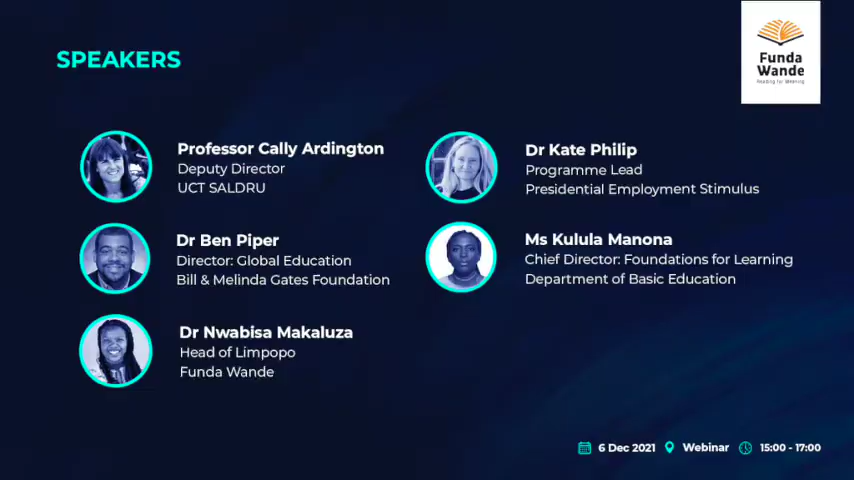 SPEAKERS
Funda
Wande
Reading for Meaning
Professor Cally Ardington
Deputy Director
UCT SALDRU
Dr Kate Philip
Programme Lead
Presidential Employment Stimulus
Dr Ben Piper
Director: Global Education
Bill & Melinda Gates Foundation
Ms Kulula Manona
Chief Director: Foundations for Learning
Department of Basic Education
Dr Nwabisa Makaluza
Head of Limpopo
Funda Wande
6 Dec 2021 Webinar 15:00 - 17:00